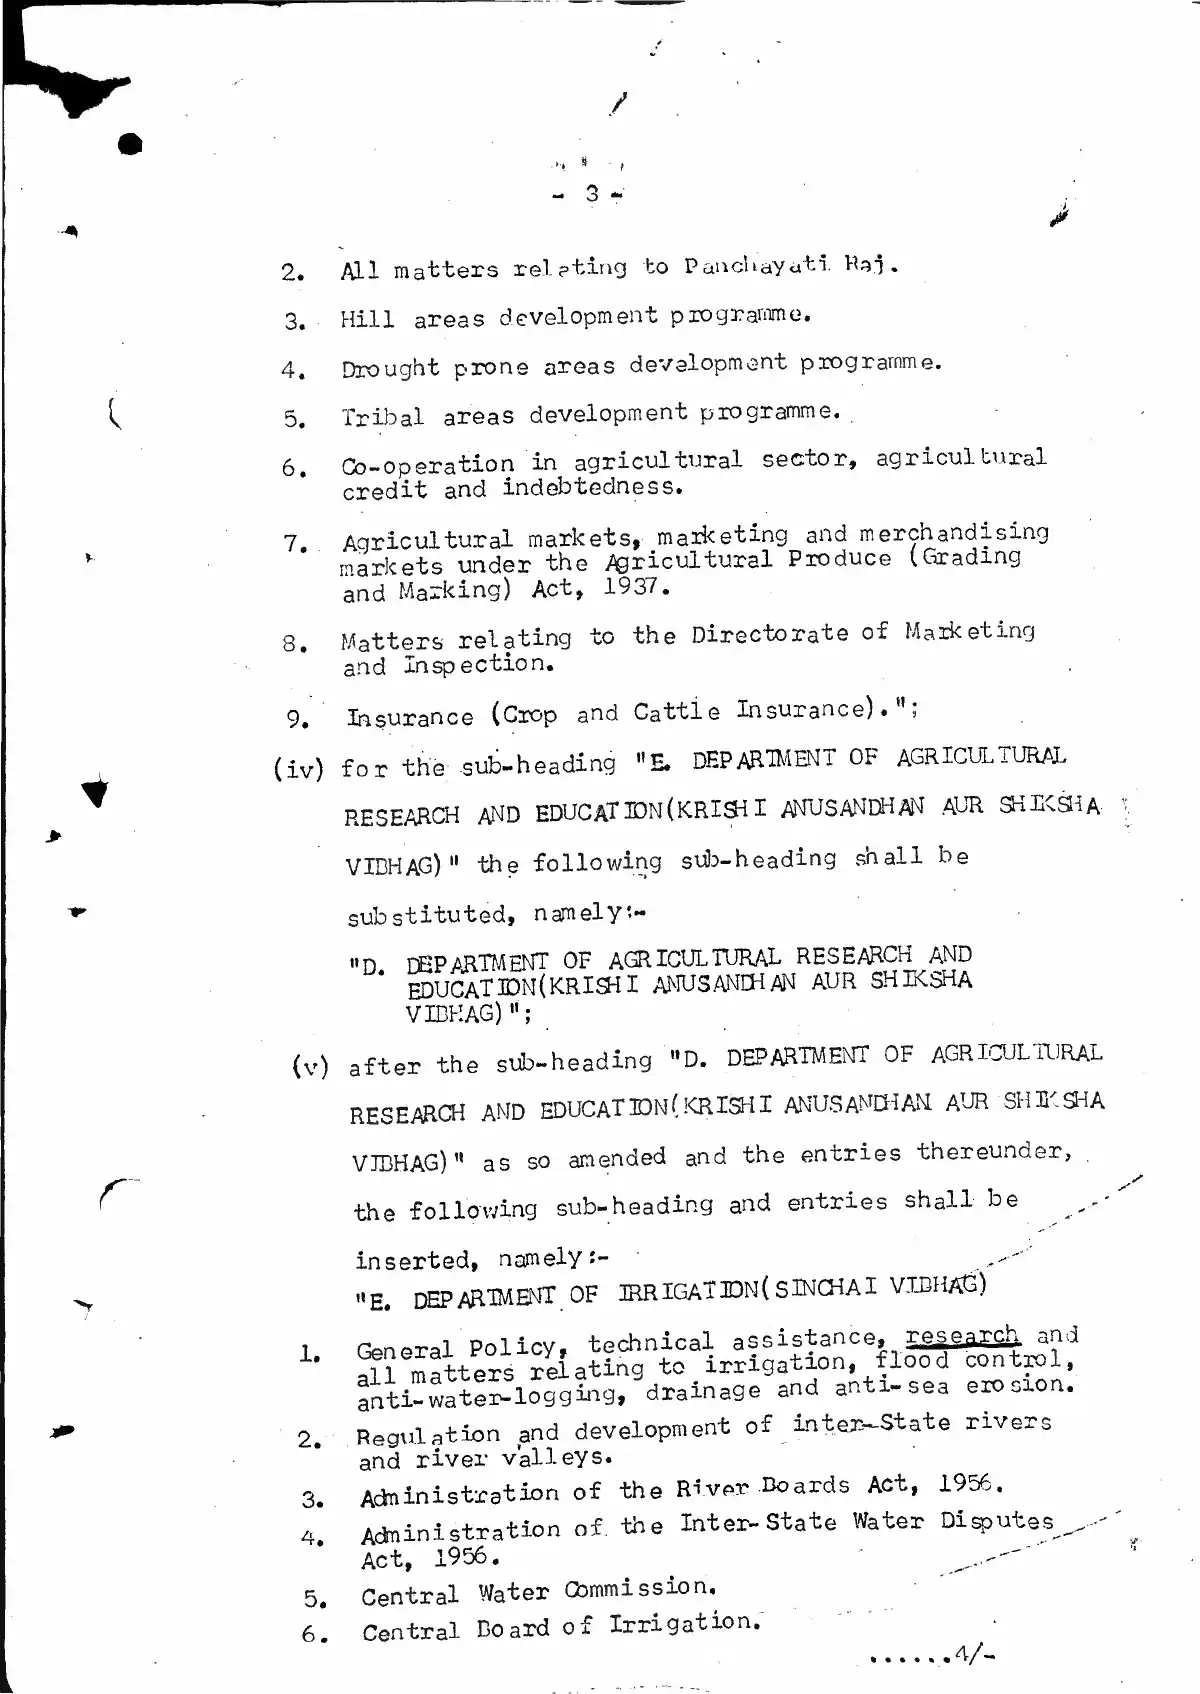 - 3 -
2. All matters relating to Panchayati Raj.
3. Hill areas development programme.
4. Drought prone areas development programme.
5. Tribal areas development programme.
6. Co-operation in agricultural sector, agricultural
credit and indebtedness.
7. Agricultural markets, marketing and merchandising
markets under the Agricultural Produce (Grading
and Marking) Act, 1937.
8. Matters relating to the Directorate of Marketing
and Inspection.
9. Insurance (Crop and Cattle Insurance).";
(iv) for the sub-heading "E. DEPARTMENT OF AGRICULTURAL
RESEARCH AND EDUCATION(KRISHI ANUSANDHAN AUR SHIKSHA
VIBHAG)" the following sub-heading shall be
substituted, namely:-
"D. DEPARTMENT OF AGRICULTURAL RESEARCH AND
EDUCATION(KRISHI ANUSANDHAN AUR SHIKSHA
VIBHAG)";
(v) after the sub-heading "D. DEPARTMENT OF AGRICULTURAL
RESEARCH AND EDUCATION(KRISHI ANUSANDHAN AUR SHIKSHA
VIBHAG)" as so amended and the entries thereunder,
the following sub-heading and entries shall be
inserted, namely:-
"E. DEPARTMENT OF IRRIGATION(SINCHAI VIBHAG)
1. General Policy, technical assistance, research and
all matters relating to irrigation, flood control,
anti-water-logging, drainage and anti-sea erosion.
2. Regulation and development of inter-State rivers
and river valleys.
3. Administration of the River Boards Act, 1956.
4. Administration of the Inter-State Water Disputes
Act, 1956.
5. Central Water Commission.
6. Central Board of Irrigation.
......4/-